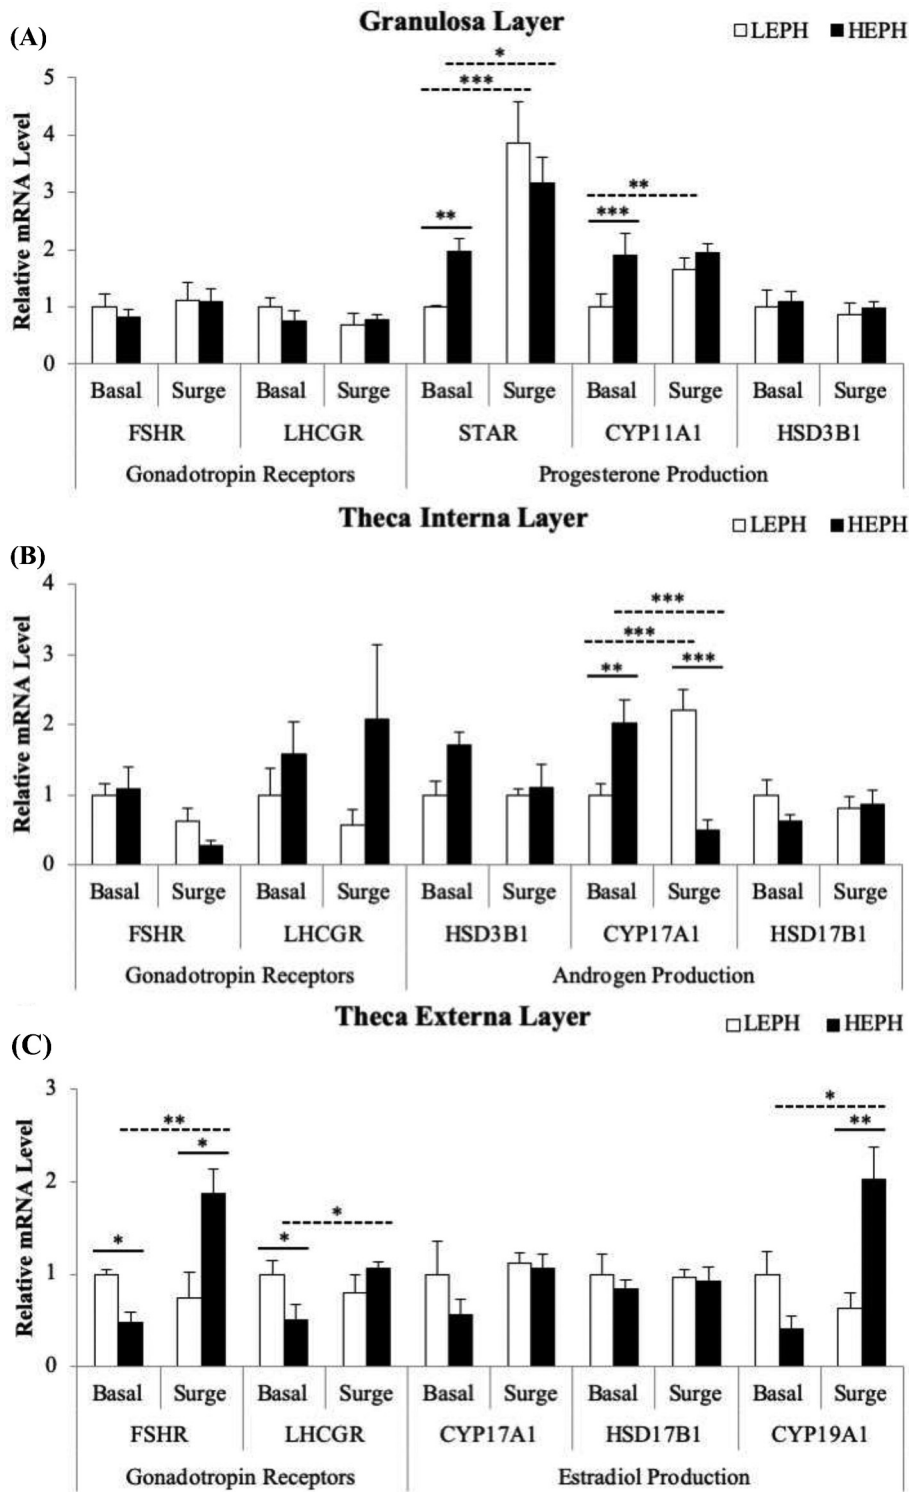 (A)
Granulosa Layer
LEPH HEPH
Relative mRNA Level
5
4
3
2
1
0
*
***
**
**
***
Basal Surge Basal Surge Basal Surge Basal Surge Basal Surge
FSHR LHCGR STAR CYP11A1 HSD3B1
Gonadotropin Receptors Progesterone Production
(B)
Theca Interna Layer
LEPH HEPH
Relative mRNA Level
4
3
2
1
0
***
***
** ***
Basal Surge Basal Surge Basal Surge Basal Surge Basal Surge
FSHR LHCGR HSD3B1 CYP17A1 HSD17B1
Gonadotropin Receptors Androgen Production
(C)
Theca Externa Layer
LEPH HEPH
Relative mRNA Level
3
2
1
0
*
** **
*
*
* *
Basal Surge Basal Surge Basal Surge Basal Surge Basal Surge
FSHR LHCGR CYP17A1 HSD17B1 CYP19A1
Gonadotropin Receptors Estradiol Production